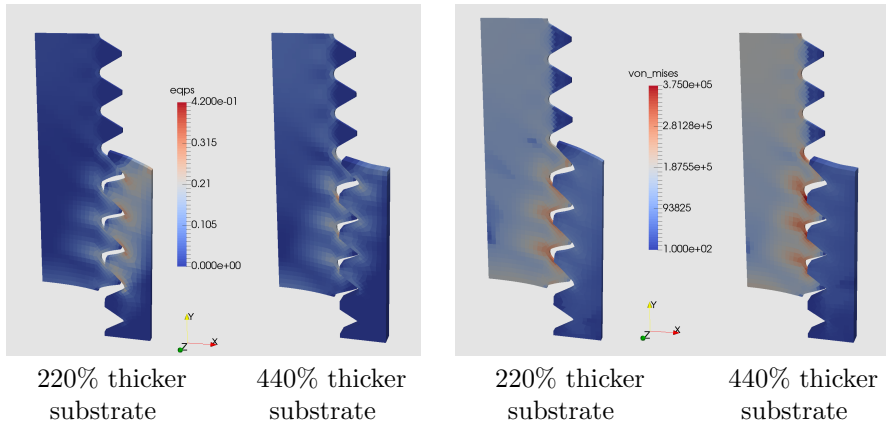 eqps
4.200e-01
0.315
0.21
0.105
0.000e+00
Y
Z
X
von_mises
3.750e+05
2.8128e+5
1.8755e+5
93825
1.000e+02
Y
Z
X
220% thicker
substrate
440% thicker
substrate
220% thicker
substrate
440% thicker
substrate